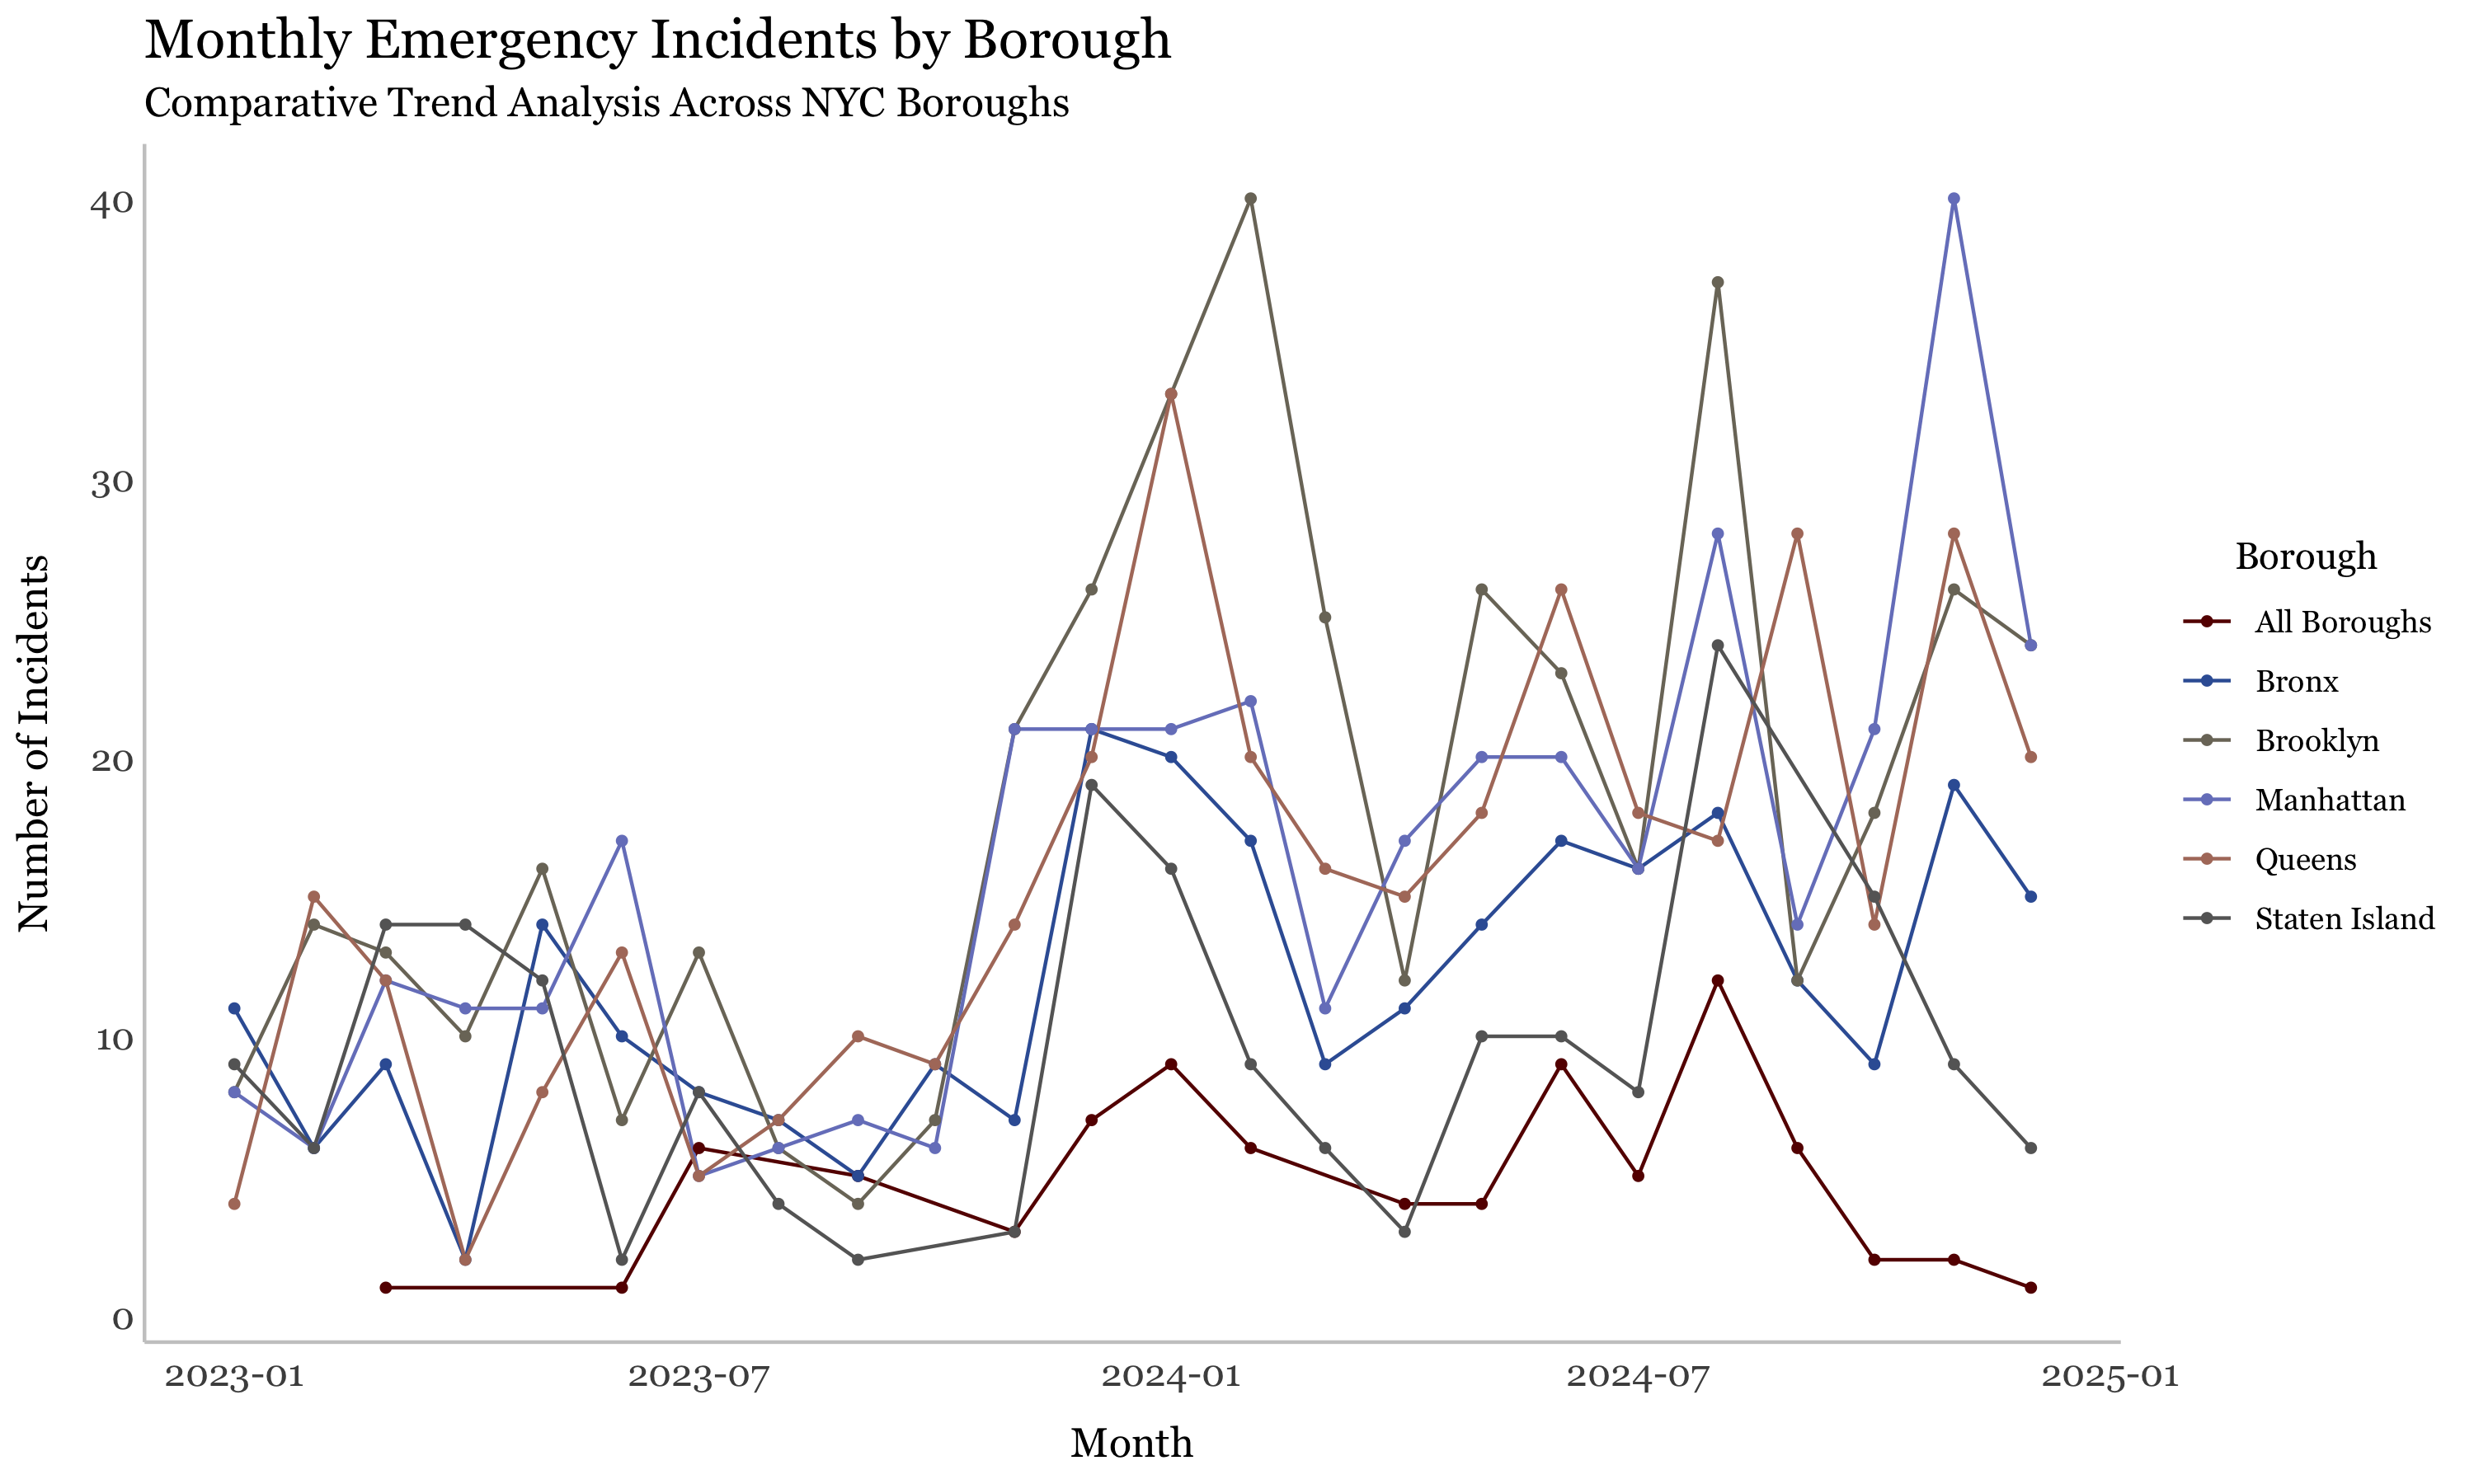 Monthly Emergency Incidents by Borough
Comparative Trend Analysis Across NYC Boroughs
Number of Incidents
40
30
20
10
0
2023-01
2023-07
2024-01
2024-07
2025-01
Month
Borough
All Boroughs
Bronx
Brooklyn
Manhattan
Queens
Staten Island